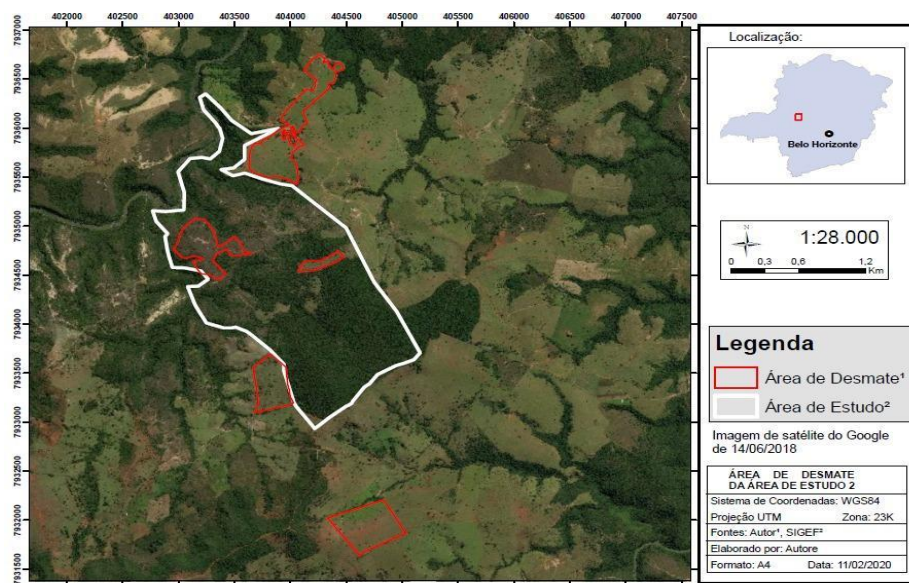 402000 402500 403000 403500 404000 404500 405000 405500 406000 406500 407000 407500
7937000
7936500
7936000
7935500
7935000
7934500
7934000
7933500
7933000
7932500
7932000
7931500
Localização:
Belo Horizonte
N
1:28.000
0 0,3 0,6 1,2
Km
Legenda
Área de Desmate¹
Área de Estudo²
Imagem de satélite do Google
de 14/06/2018
ÁREA DE DESMATE
DA ÁREA DE ESTUDO 2
Sistema de Coordenadas: WGS84
Projeção UTM Zona: 23K
Fontes: Autor¹, SIGEF²
Elaborado por: Autore
Formato: A4 Data: 11/02/2020